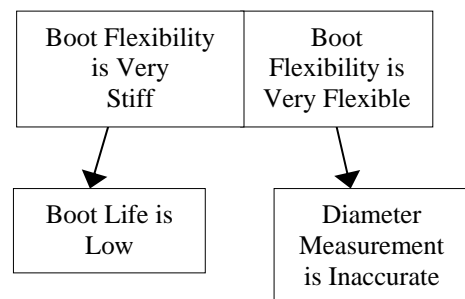 Boot Flexibility
is Very
Stiff
Boot
Flexibility is
Very Flexible
Boot Life is
Low
Diameter
Measurement
is Inaccurate